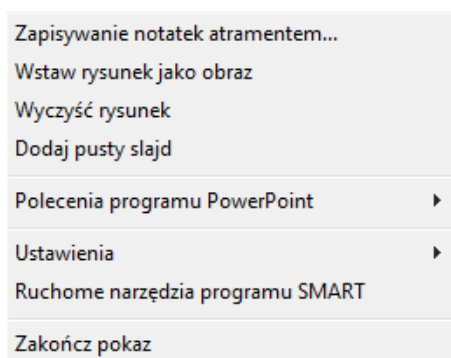 Zapisywanie notatek atramentem...
Wstaw rysunek jako obraz
Wyczyść rysunek
Dodaj pusty slajd
Polecenia programu PowerPoint
Ustawienia
Ruchome narzędzia programu SMART
Zakończ pokaz